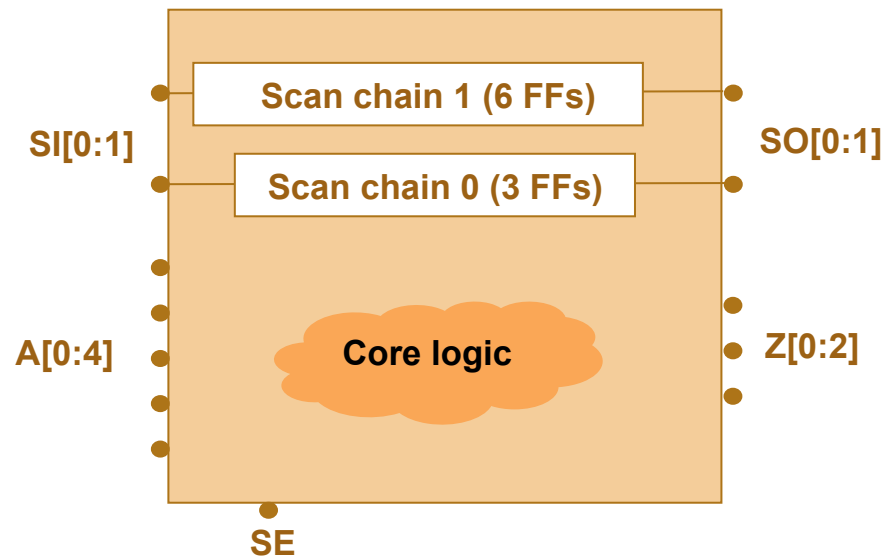 Scan chain 1 (6 FFs)
SI[0:1]
SO[0:1]
Scan chain 0 (3 FFs)
A[0:4]
Core logic
Z[0:2]
SE